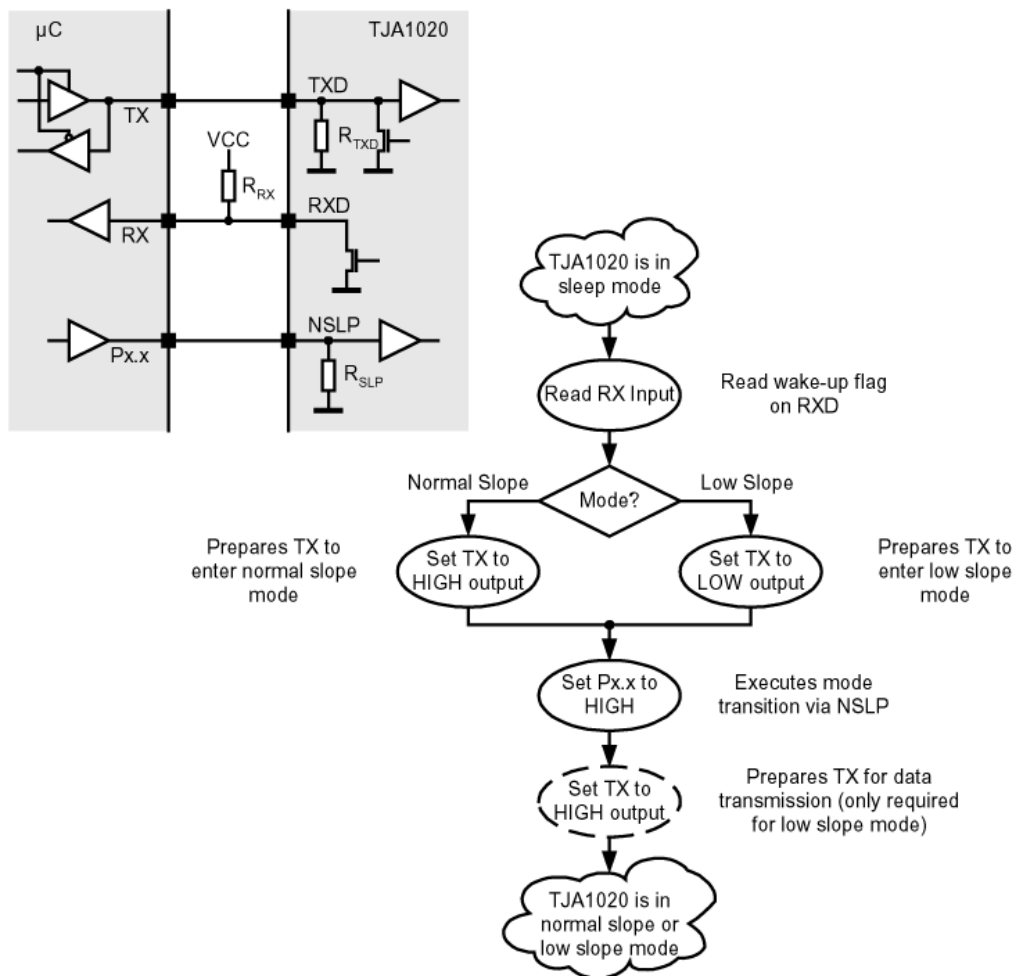 µC
TJA1020
TXD
TX
RTXD
VCC
RRX
RXD
RX
NSLP
Px.x
RSLP
TJA1020 is in
sleep mode
Read RX Input
Read wake-up flag
on RXD
Normal Slope
Mode?
Low Slope
Prepares TX to
enter normal slope
mode
Set TX to
HIGH output
Set TX to
LOW output
Prepares TX to
enter low slope
mode
Set Px.x to
HIGH
Executes mode
transition via NSLP
Set TX to
HIGH output
Prepares TX for data
transmission (only required
for low slope mode)
TJA1020 is in
normal slope or
low slope mode